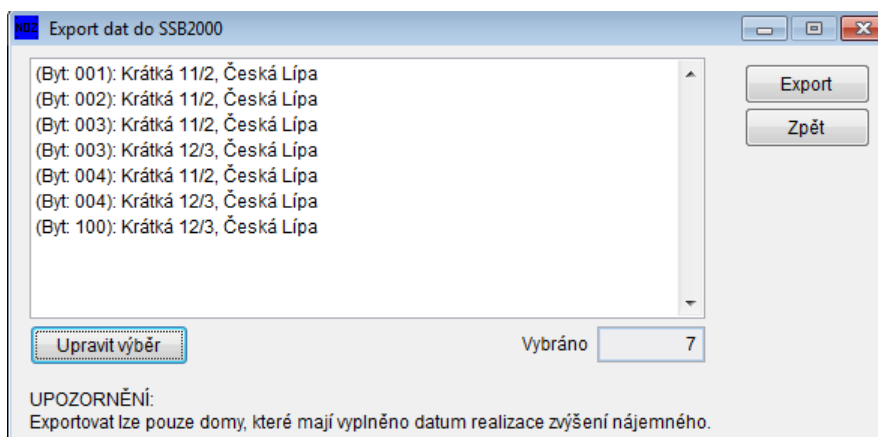 NOZ Export dat do SSB2000
(Byt: 001): Krátká 11/2, Česká Lípa
(Byt: 002): Krátká 11/2, Česká Lípa
(Byt: 003): Krátká 11/2, Česká Lípa
(Byt: 003): Krátká 12/3, Česká Lípa
(Byt: 004): Krátká 11/2, Česká Lípa
(Byt: 004): Krátká 12/3, Česká Lípa
(Byt: 100): Krátká 12/3, Česká Lípa
Export
Zpět
Upravit výběr
Vybráno 7
UPOZORNĚNÍ:
Exportovat lze pouze domy, které mají vyplněno datum realizace zvýšení nájemného.